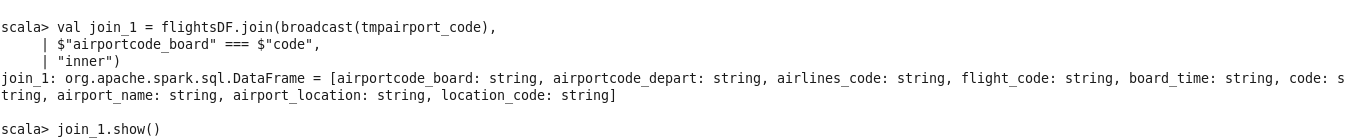 scala> val join_1 = flightsDF.join(broadcast(tmpairport_code),
     | $"airportcode_board" === $"code",
     | "inner")
join_1: org.apache.spark.sql.DataFrame = [airportcode_board: string, airportcode_depart: string, airlines_code: string, flight_code: string, board_time: string, code: s
tring, airport_name: string, airport_location: string, location_code: string]
scala> join_1.show()